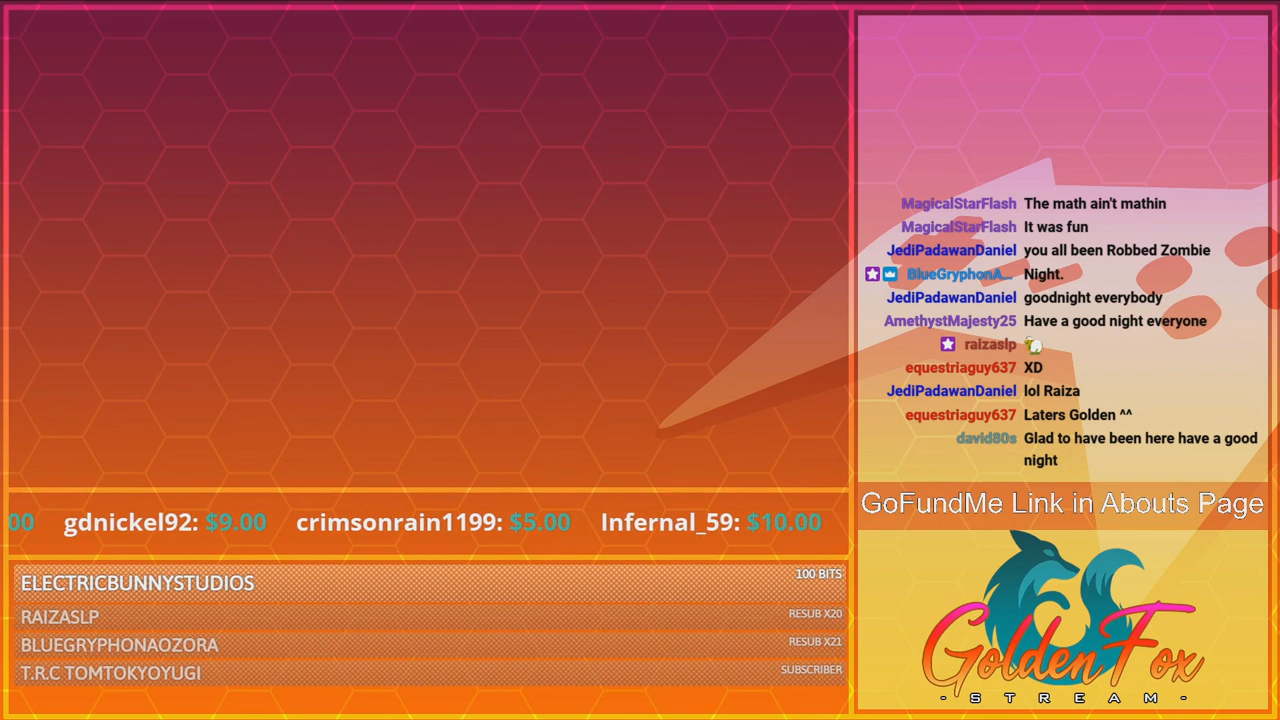 MagicalStarFlash The math ain't mathin
MagicalStarFlash It was fun
JediPadawanDaniel you all been Robbed Zombie
BlueGryphonA... Night.
JediPadawanDaniel goodnight everybody
AmethystMajesty25 Have a good night everyone
raizaslp
equestriaguy637 XD
JediPadawanDaniel lol Raiza
equestriaguy637 Laters Golden ^^
david80s Glad to have been here have a good
night
GoFundMe Link in Abouts Page
00 gdnickel92: $9.00 crimsonrain1199: $5.00 Infernal_59: $10.00
ELECTRICBUNNYSTUDIOS 100 BITS
RAIZASLP RESUB X20
BLUEGRYPHONAOZORA RESUB X21
T.R.C TOMTOKYOYUGI SUBSCRIBER
GoldenFox
- S T R E A M -